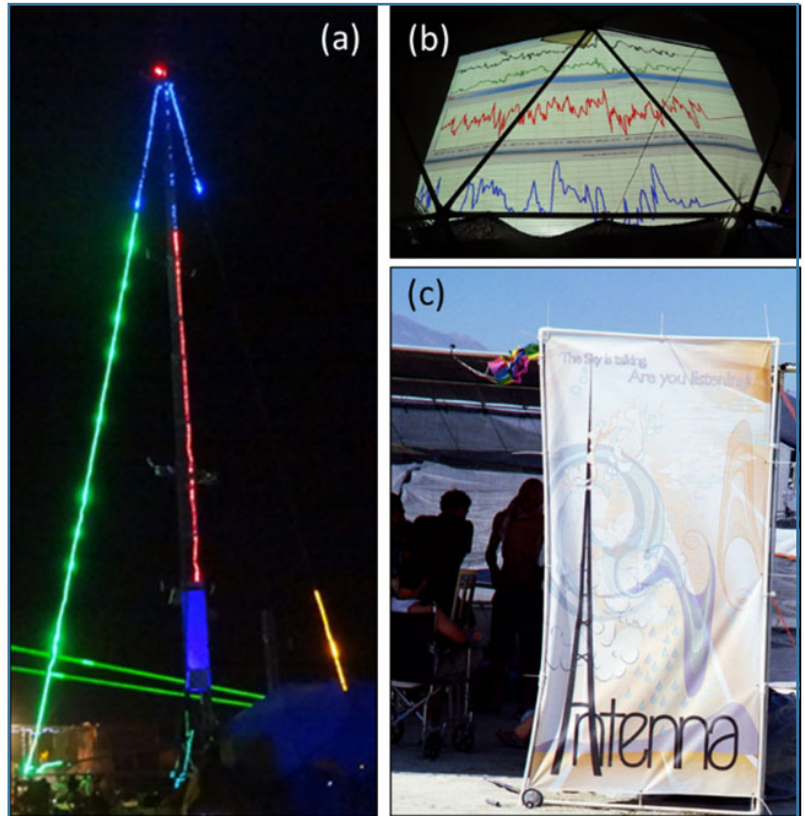 (a)
(b)
(c)
The Sky is talking.
Are you listening?
Antenna